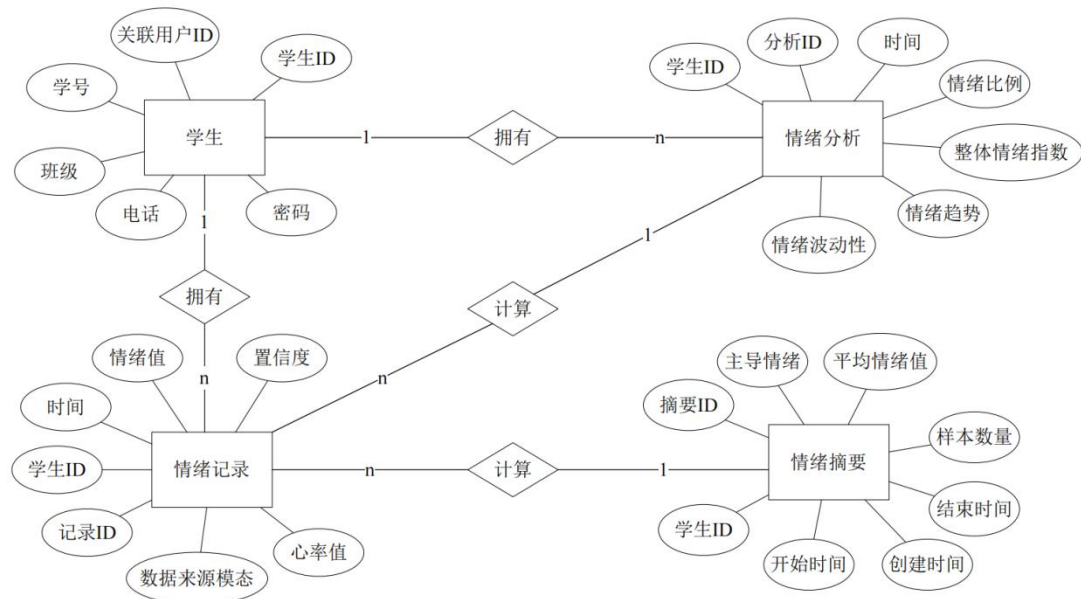 关联用户ID
学生ID
学号
学生
班级
电话
密码
1
拥有
n
分析ID
时间
学生ID
情绪比例
情绪分析
整体情绪指数
情绪趋势
情绪波动性
1
拥有
n
1
计算
n
情绪值
置信度
时间
学生ID
情绪记录
记录ID
心率值
数据来源模态
n
计算
1
主导情绪
平均情绪值
摘要ID
样本数量
情绪摘要
结束时间
学生ID
开始时间
创建时间